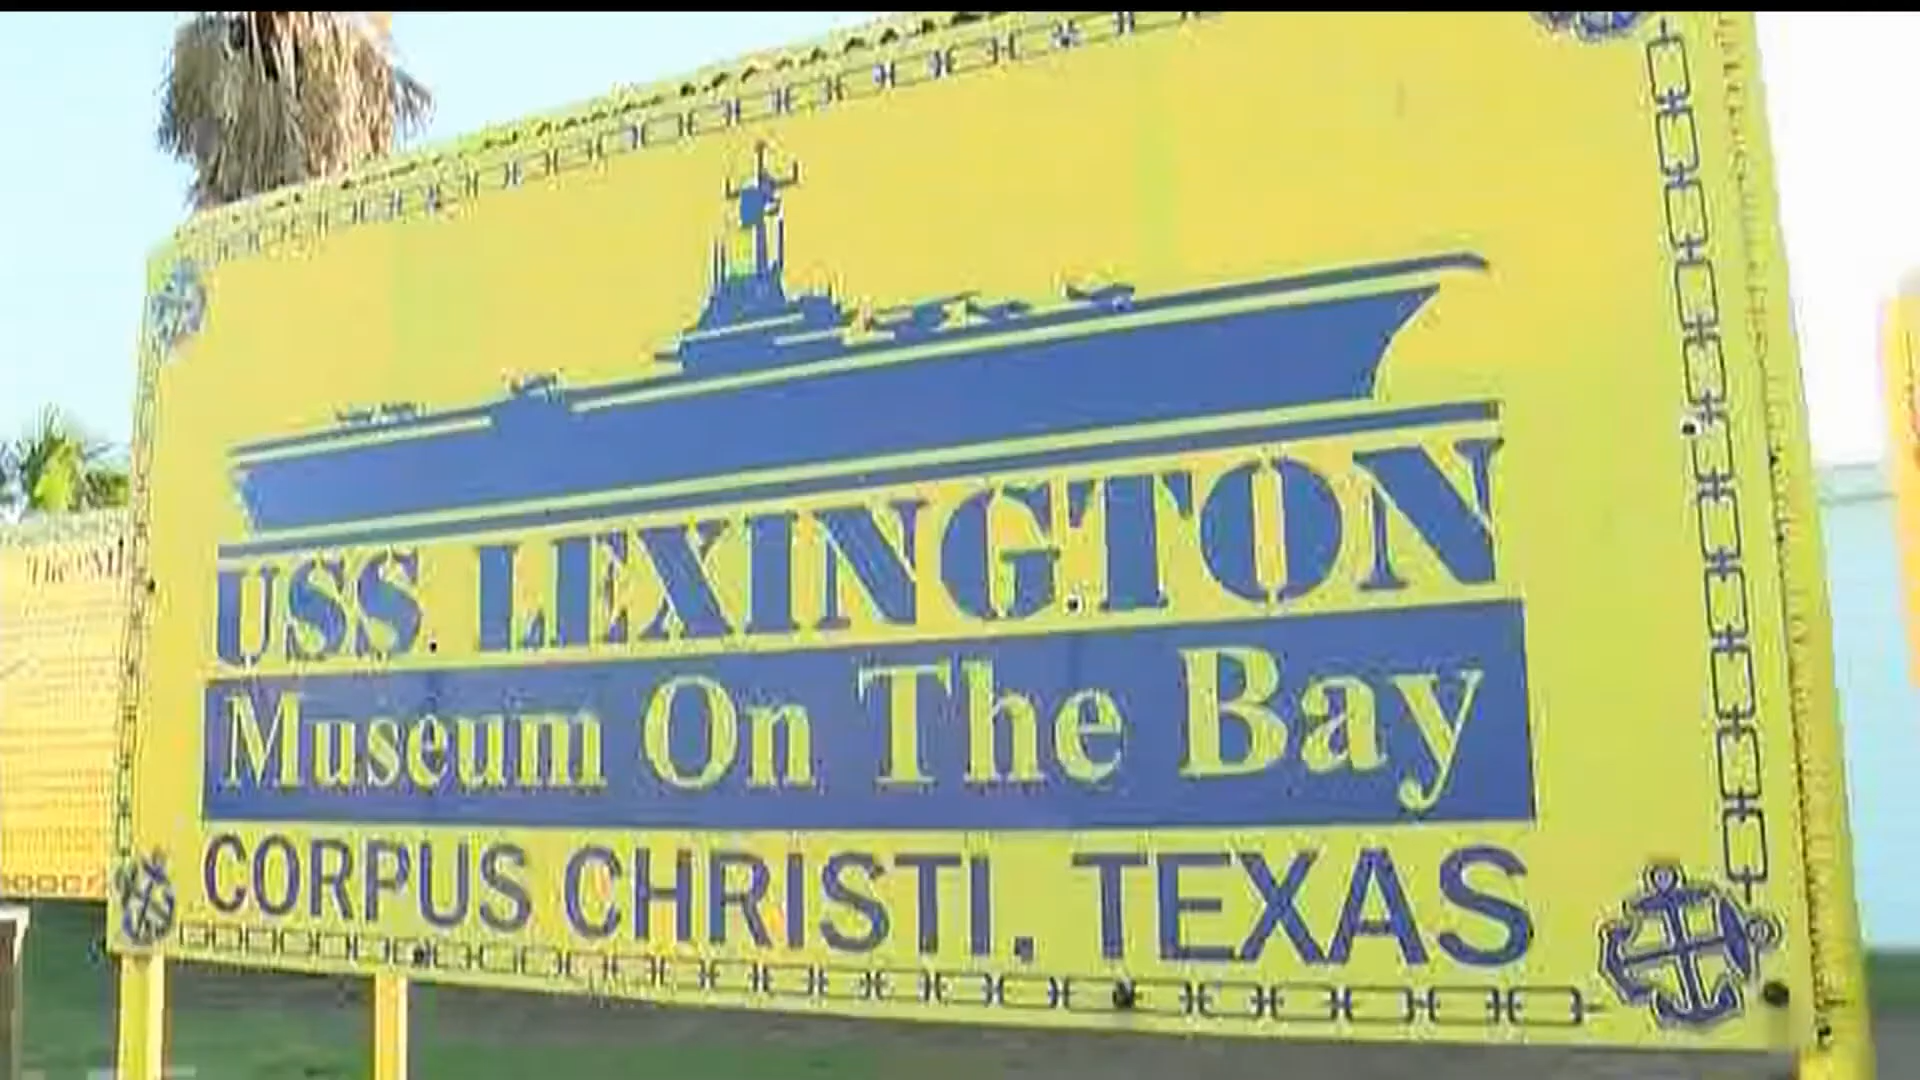 USS LEXINGTON
Museum On The Bay
CORPUS CHRISTI, TEXAS